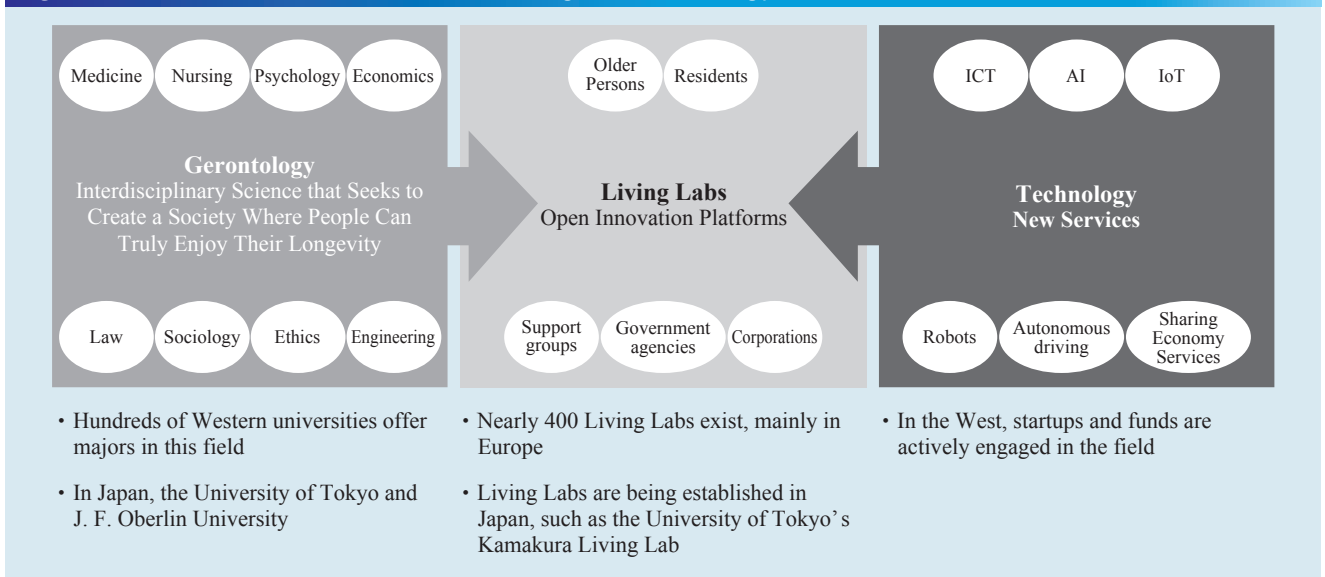 Medicine
Nursing
Psychology
Economics
Gerontology
Interdisciplinary Science that Seeks to
Create a Society Where People Can
Truly Enjoy Their Longevity
Law
Sociology
Ethics
Engineering
・Hundreds of Western universities offer
majors in this field
・In Japan, the University of Tokyo and
J. F. Oberlin University
Older
Persons
Residents
Living Labs
Open Innovation Platforms
Support
groups
Government
agencies
Corporations
・Nearly 400 Living Labs exist, mainly in
Europe
・Living Labs are being established in
Japan, such as the University of Tokyo’s
Kamakura Living Lab
ICT
AI
IoT
Technology
New Services
Robots
Autonomous
driving
Sharing
Economy
Services
・In the West, startups and funds are
actively engaged in the field